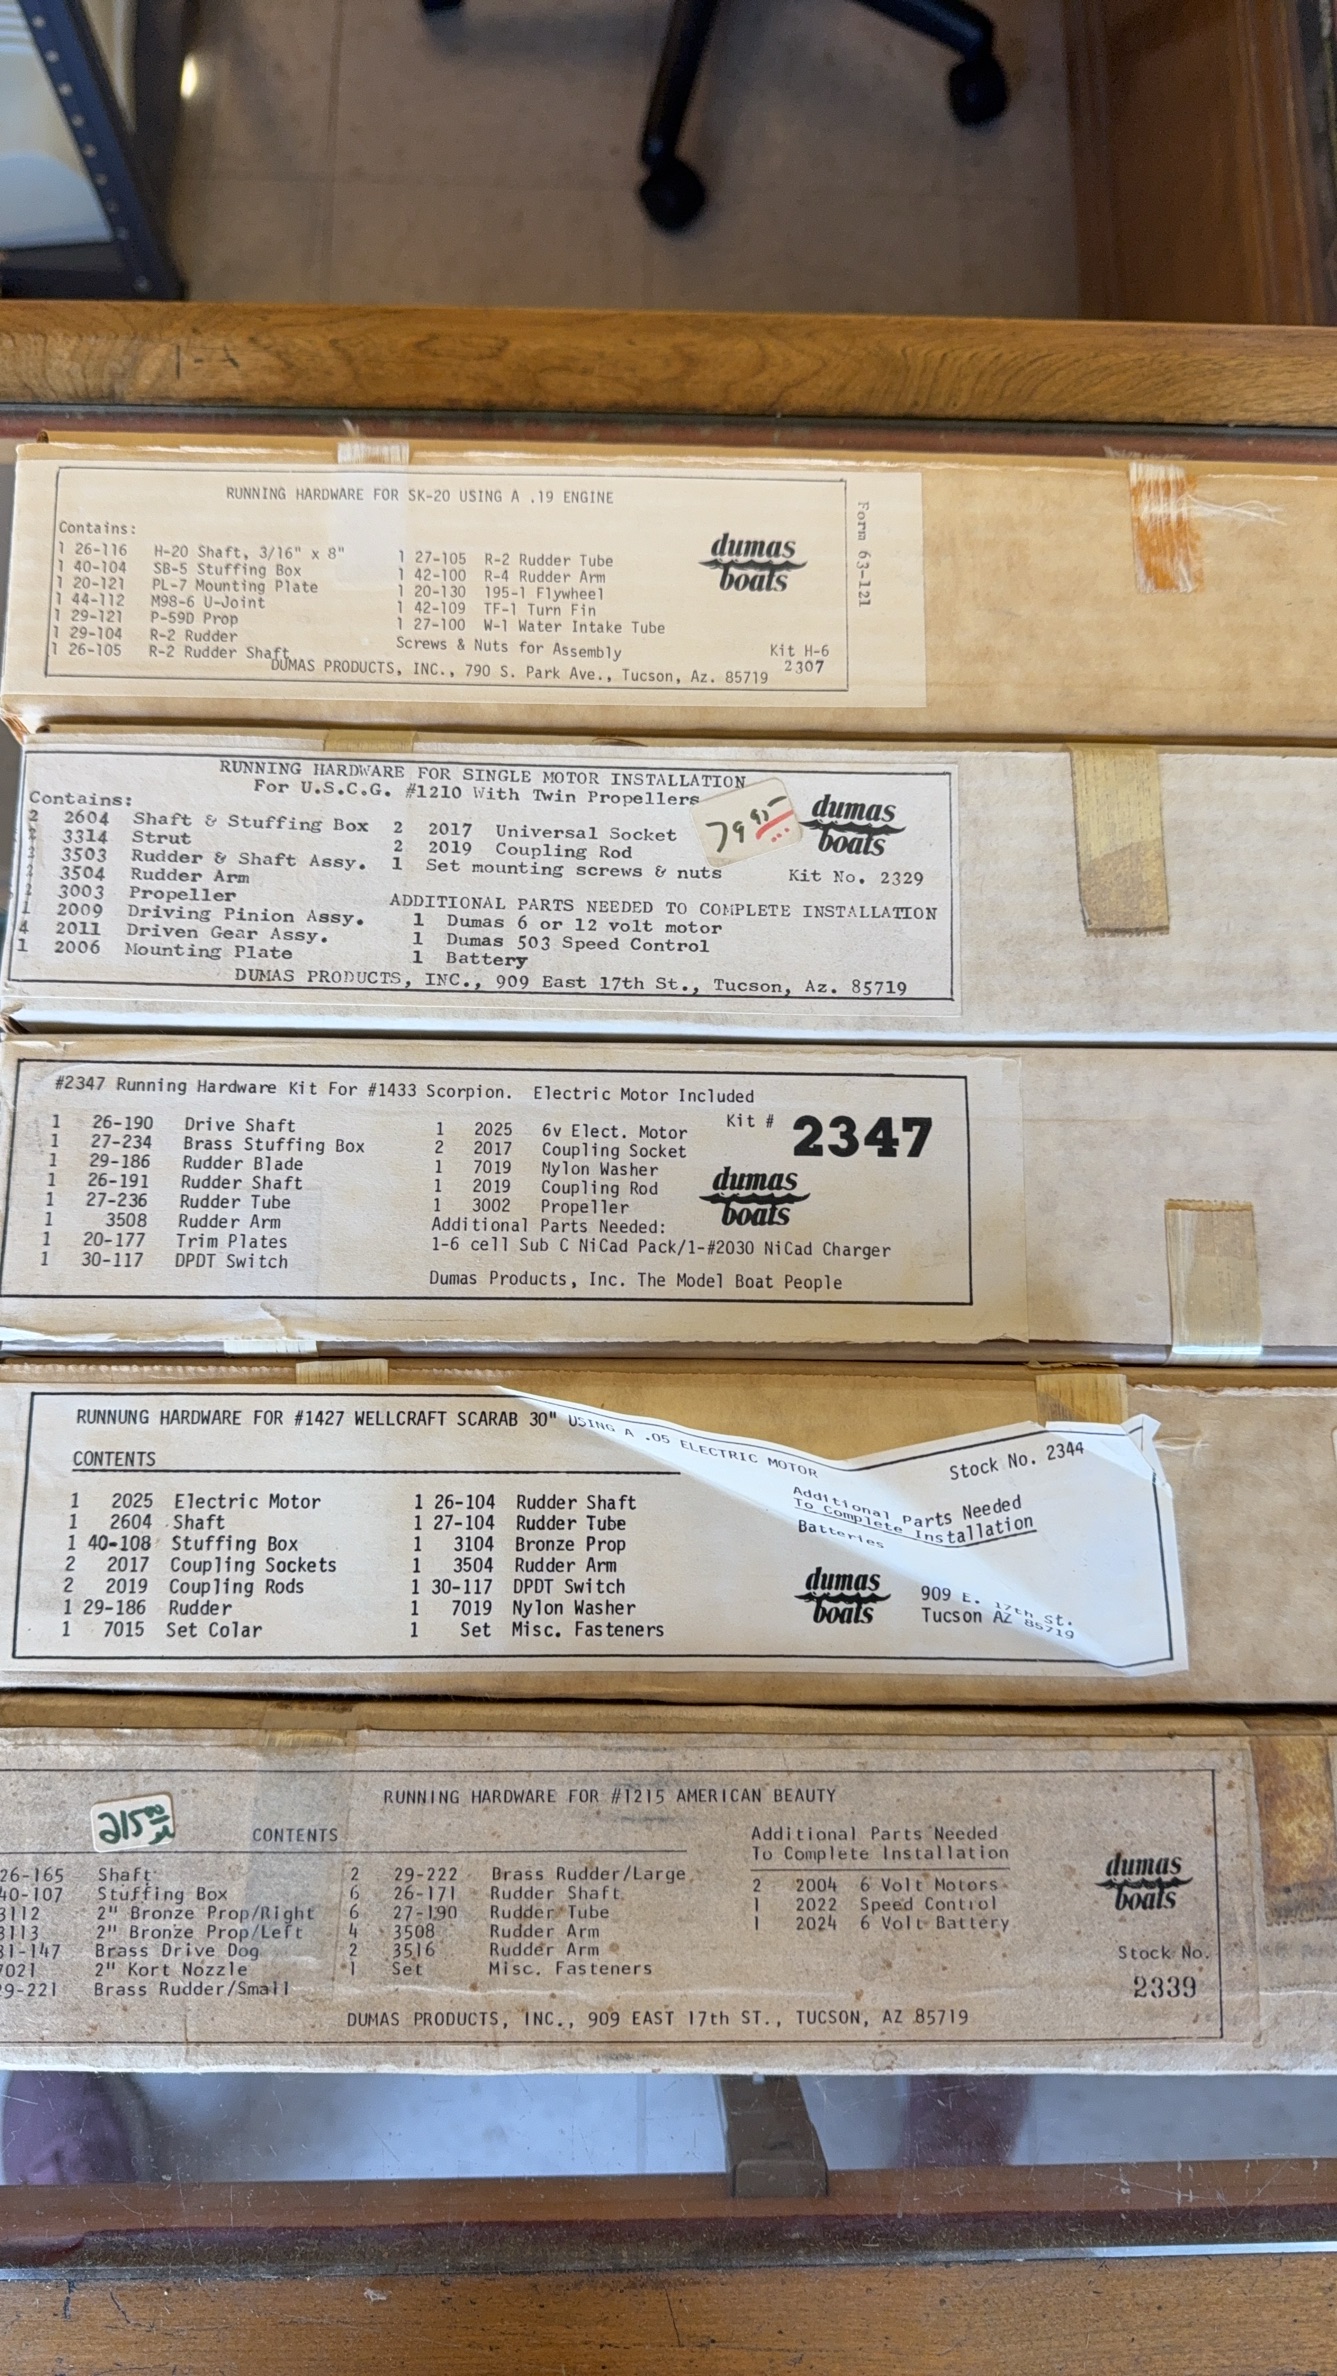 RUNNING HARDWARE FOR SK-20 USING A .19 ENGINE
Contains:
1 26-116 H-20 Shaft, 3/16" x 8"
1 40-104 SB-5 Stuffing Box
1 20-121 PL-7 Mounting Plate
1 44-112 M98-6 U-Joint
1 29-121 P-59D Prop
1 29-104 R-2 Rudder
1 26-105 R-2 Rudder Shaft
1 27-105 R-2 Rudder Tube
1 42-100 R-4 Rudder Arm
1 20-130 195-1 Flywheel
1 42-109 TF-1 Turn Fin
1 27-100 W-1 Water Intake Tube
Screws & Nuts for Assembly
dumas
boats
Kit H-6
2307
DUMAS PRODUCTS, INC., 790 S. Park Ave., Tucson, Az. 85719
Form 63-121
RUNNING HARDWARE FOR SINGLE MOTOR INSTALLATION
For U.S.C.G. #1210 With Twin Propellers
Contains:
2 2604 Shaft & Stuffing Box
3314 Strut
3503 Rudder & Shaft Assy.
3504 Rudder Arm
3003 Propeller
1 2009 Driving Pinion Assy.
4 2011 Driven Gear Assy.
1 2006 Mounting Plate
2 2017 Universal Socket
2 2019 Coupling Rod
1 Set mounting screws & nuts
79 95
dumas
boats
Kit No. 2329
ADDITIONAL PARTS NEEDED TO COMPLETE INSTALLATION
1 Dumas 6 or 12 volt motor
1 Dumas 503 Speed Control
1 Battery
DUMAS PRODUCTS, INC., 909 East 17th St., Tucson, Az. 85719
#2347 Running Hardware Kit For #1433 Scorpion. Electric Motor Included
1 26-190 Drive Shaft
1 27-234 Brass Stuffing Box
1 29-186 Rudder Blade
1 26-191 Rudder Shaft
1 27-236 Rudder Tube
1 3508 Rudder Arm
1 20-177 Trim Plates
1 30-117 DPDT Switch
1 2025 6v Elect. Motor
2 2017 Coupling Socket
1 7019 Nylon Washer
1 2019 Coupling Rod
1 3002 Propeller
Additional Parts Needed:
1-6 cell Sub C NiCad Pack/1-#2030 NiCad Charger
Kit # 2347
dumas
boats
Dumas Products, Inc. The Model Boat People
RUNNUNG HARDWARE FOR #1427 WELLCRAFT SCARAB 30" USING A .05 ELECTRIC MOTOR
CONTENTS
1 2025 Electric Motor
1 2604 Shaft
1 40-108 Stuffing Box
2 2017 Coupling Sockets
2 2019 Coupling Rods
1 29-186 Rudder
1 7015 Set Colar
1 26-104 Rudder Shaft
1 27-104 Rudder Tube
1 3104 Bronze Prop
1 3504 Rudder Arm
1 30-117 DPDT Switch
1 7019 Nylon Washer
1 Set Misc. Fasteners
Stock No. 2344
Additional Parts Needed
To Complete Installation
Batteries
dumas
boats
909 E. 17th St.
Tucson AZ 85719
RUNNING HARDWARE FOR #1215 AMERICAN BEAUTY
215 00
CONTENTS
26-165 Shaft
40-107 Stuffing Box
3112 2" Bronze Prop/Right
3113 2" Bronze Prop/Left
31-147 Brass Drive Dog
7021 2" Kort Nozzle
29-221 Brass Rudder/Small
2 29-222 Brass Rudder/Large
6 26-171 Rudder Shaft
6 27-190 Rudder Tube
4 3508 Rudder Arm
2 3516 Rudder Arm
1 Set Misc. Fasteners
Additional Parts Needed
To Complete Installation
2 2004 6 Volt Motors
1 2022 Speed Control
1 2024 6 Volt Battery
dumas
boats
Stock No.
2339
DUMAS PRODUCTS, INC., 909 EAST 17th ST., TUCSON, AZ 85719